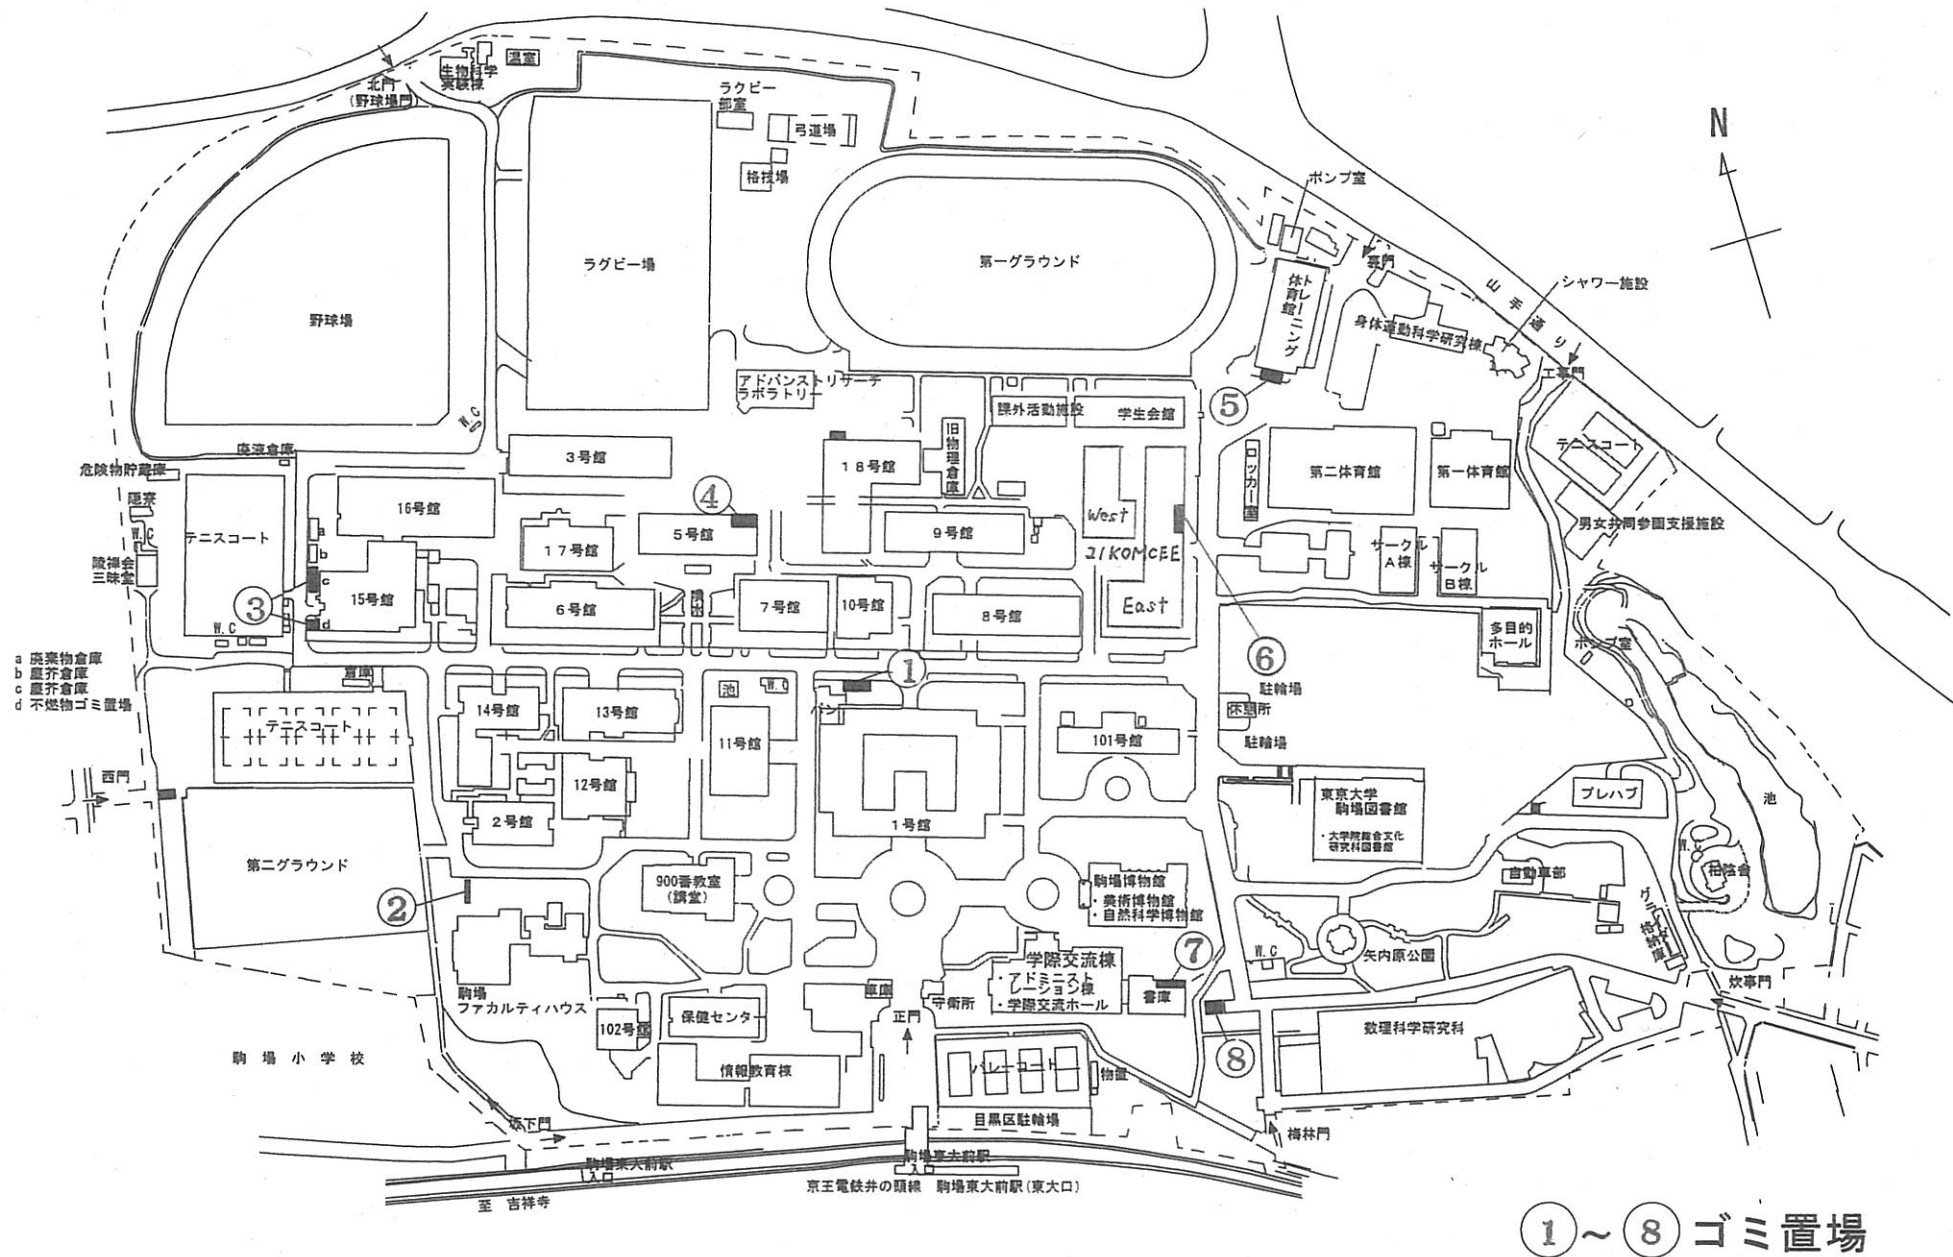 生物科学
実験棟
温室
北門
(野球場門)
ラクビー
部室
弓道場
格技場
N
ポンプ室
裏門
シャワー施設
山手通り
工事門
野球場
ラグビー場
第一グラウンド
トレーニング
体育館
身体運動科学研究棟
アドバンストリサーチ
ラボラトリー
課外活動施設
学生会館
⑤
W.C
廃液倉庫
危険物貯蔵庫
3号館
18号館
旧物理倉庫
ロッカー室
第二体育館
第一体育館
テニスコート
W.C
テニスコート
16号館
④
5号館
9号館
West
21KOMCEE
East
男女共同参画支援施設
サークル
A棟
サークル
B棟
三昧堂
a
b
c
d
③
15号館
17号館
6号館
7号館
10号館
8号館
多目的
ホール
ポンプ室
W.C
a 廃棄物倉庫
b 塵芥倉庫
c 塵芥倉庫
d 不燃物ゴミ置場
倉庫
テニスコート
14号館
13号館
池
W.C
パン
①
⑥
駐輪場
休憩所
駐輪場
11号館
101号館
西門
12号館
2号館
1号館
東京大学
駒場図書館
・大学院総合文化
研究科図書館
プレハブ
池
W.C
柏蔭舎
第二グラウンド
②
900番教室
(講堂)
駒場博物館
・美術博物館
・自然科学博物館
自動車部
グライダー格納庫
W.C
矢内原公園
⑦
学際交流棟
・アドミニスト
レーション棟
・学際交流ホール
書庫
炊事門
駒場
ファカルティハウス
102号館
保健センター
車庫
守衛所
正門
数理科学研究科
⑧
駒場小学校
情報教育棟
バレーコート
物置
目黒区駐輪場
坂下門
梅林門
駒場東大前駅
入口
駒場東大前駅
入口
京王電鉄井の頭線 駒場東大前駅(東大口)
至 吉祥寺
①～⑧ ゴミ置場